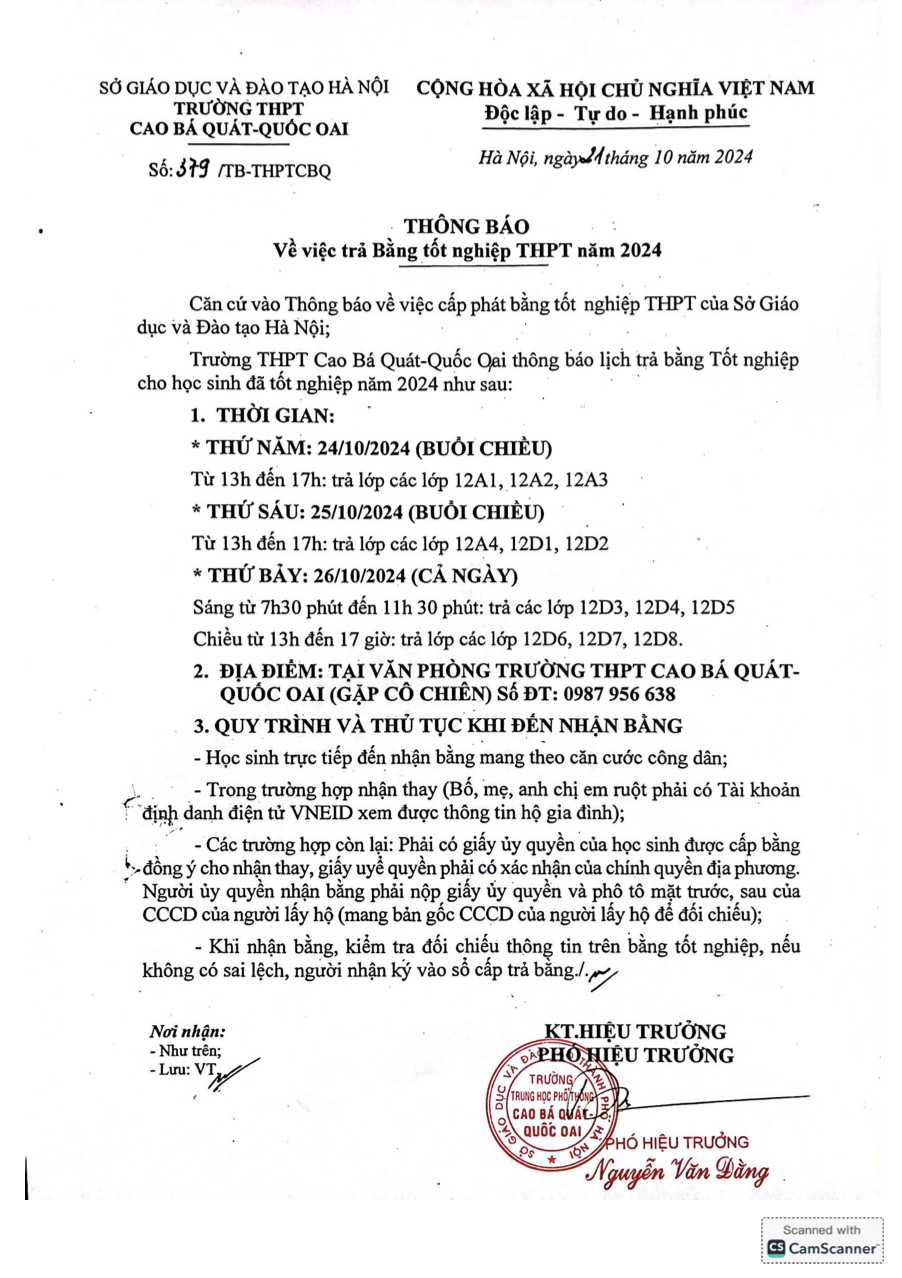 SỞ GIÁO DỤC VÀ ĐÀO TẠO HÀ NỘI
TRƯỜNG THPT
CAO BÁ QUÁT-QUỐC OAI
Số: 379 /TB-THPTCBQ
CỘNG HÒA XÃ HỘI CHỦ NGHĨA VIỆT NAM
Độc lập - Tự do - Hạnh phúc
Hà Nội, ngày 21 tháng 10 năm 2024
THÔNG BÁO
Về việc trả Bằng tốt nghiệp THPT năm 2024
Căn cứ vào Thông báo về việc cấp phát bằng tốt nghiệp THPT của Sở Giáo
dục và Đào tạo Hà Nội;
Trường THPT Cao Bá Quát-Quốc Oai thông báo lịch trả bằng Tốt nghiệp
cho học sinh đã tốt nghiệp năm 2024 như sau:
1. THỜI GIAN:
* THỨ NĂM: 24/10/2024 (BUỔI CHIỀU)
Từ 13h đến 17h: trả lớp các lớp 12A1, 12A2, 12A3
* THỨ SÁU: 25/10/2024 (BUỔI CHIỀU)
Từ 13h đến 17h: trả lớp các lớp 12A4, 12D1, 12D2
* THỨ BẢY: 26/10/2024 (CẢ NGÀY)
Sáng từ 7h30 phút đến 11h 30 phút: trả các lớp 12D3, 12D4, 12D5
Chiều từ 13h đến 17 giờ: trả lớp các lớp 12D6, 12D7, 12D8.
2. ĐỊA ĐIỂM: TẠI VĂN PHÒNG TRƯỜNG THPT CAO BÁ QUÁT-
QUỐC OAI (GẶP CÔ CHIÊN) Số ĐT: 0987 956 638
3. QUY TRÌNH VÀ THỦ TỤC KHI ĐẾN NHẬN BẰNG
- Học sinh trực tiếp đến nhận bằng mang theo căn cước công dân;
- Trong trường hợp nhận thay (Bố, mẹ, anh chị em ruột phải có Tài khoản
định danh điện tử VNEID xem được thông tin hộ gia đình);
- Các trường hợp còn lại: Phải có giấy ủy quyền của học sinh được cấp bằng
đồng ý cho nhận thay, giấy uyể quyền phải có xác nhận của chính quyền địa phương.
Người ủy quyền nhận bằng phải nộp giấy ủy quyền và phô tô mặt trước, sau của
CCCD của người lấy hộ (mang bản gốc CCCD của người lấy hộ để đối chiếu);
- Khi nhận bằng, kiểm tra đối chiếu thông tin trên bằng tốt nghiệp, nếu
không có sai lệch, người nhận ký vào sổ cấp trả bằng./.
Nơi nhận:
- Như trên;
- Lưu: VT,
KT.HIỆU TRƯỞNG
PHÓ HIỆU TRƯỞNG
SỞ GIÁO DỤC VÀ ĐÀO TẠO THÀNH PHỐ HÀ NỘI
TRƯỜNG
TRUNG HỌC PHỔ THÔNG
CAO BÁ QUÁT-
QUỐC OAI
PHÓ HIỆU TRƯỞNG
Nguyễn Văn Đằng
Scanned with
CS CamScanner